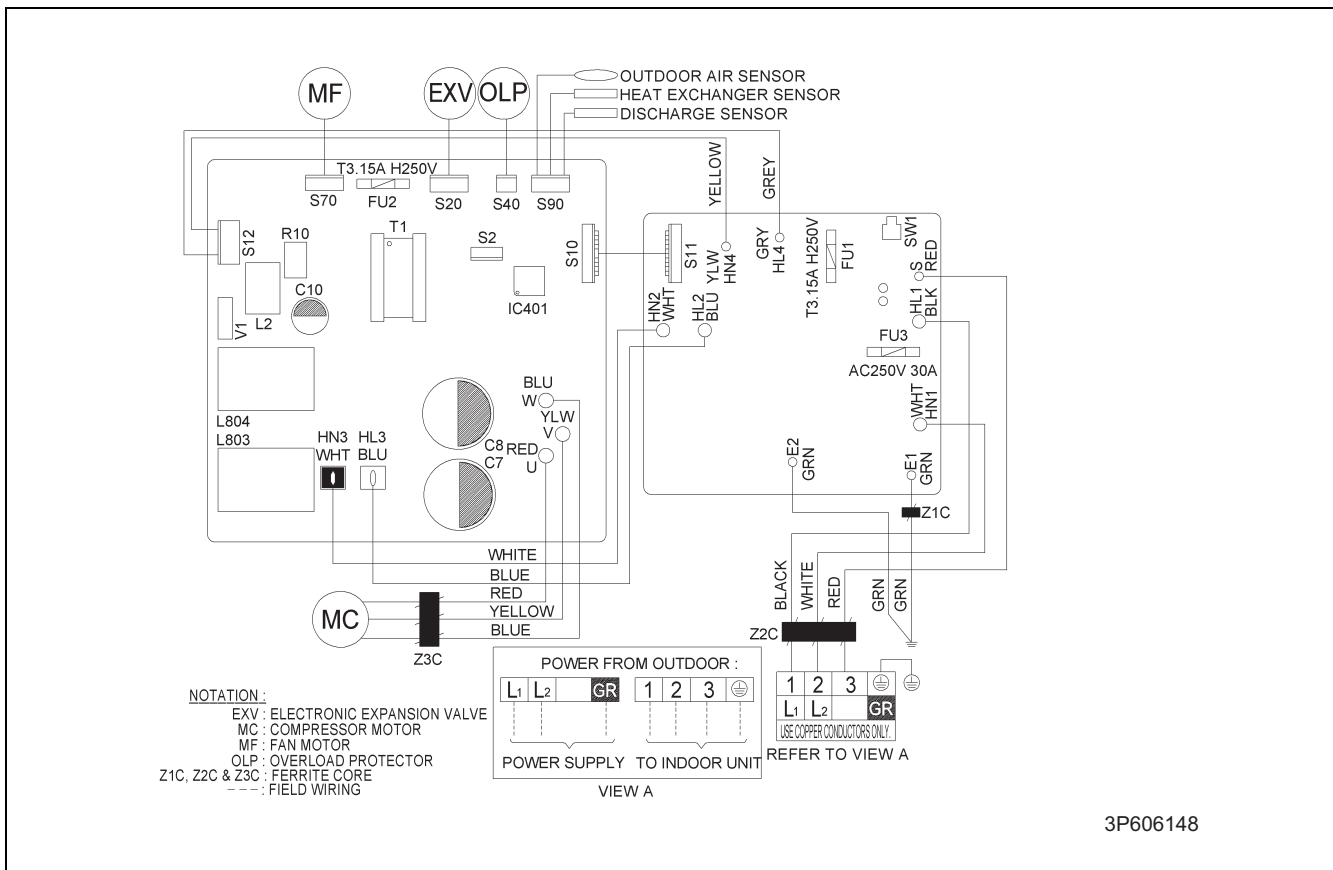 MF
EXV
OLP
OUTDOOR AIR SENSOR
HEAT EXCHANGER SENSOR
DISCHARGE SENSOR
T3.15A H250V
S70
FU2
S20
S40
S90
YELLOW
GREY
S12
R10
T1
S2
S10
S11
YLW
HN4
GRY
HL4
T3.15A H250V
FU1
SW1
S
RED
C10
L2
V1
IC401
HN2
WHT
HL2
BLU
HL1
BLK
FU3
AC250V 30A
L804
L803
HN3
WHT
HL3
BLU
BLU
W
YLW
V
C8
C7
RED
U
WHT
HN1
E2
GRN
E1
GRN
Z1C
WHITE
BLUE
RED
YELLOW
BLUE
MC
Z3C
BLACK
WHITE
RED
GRN
GRN
Z2C
1 2 3
L1 L2 GR
USE COPPER CONDUCTORS ONLY.
REFER TO VIEW A
POWER FROM OUTDOOR :
L1 L2 GR 1 2 3
POWER SUPPLY TO INDOOR UNIT
VIEW A
NOTATION :
EXV : ELECTRONIC EXPANSION VALVE
MC : COMPRESSOR MOTOR
MF : FAN MOTOR
OLP : OVERLOAD PROTECTOR
Z1C, Z2C & Z3C : FERRITE CORE
- - - : FIELD WIRING
3P606148